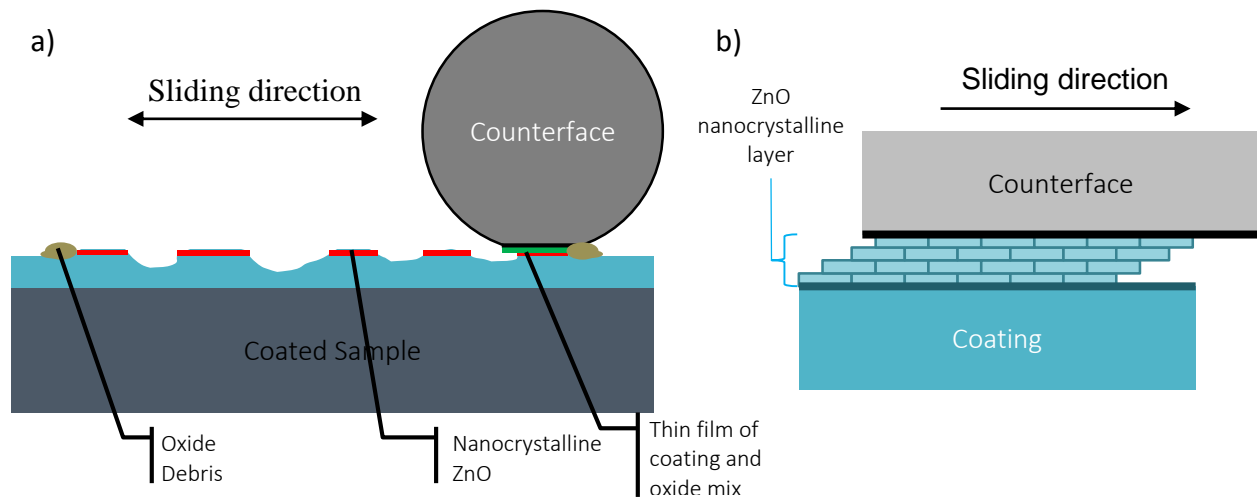 a)
Sliding direction
Counterface
Coated Sample
Oxide
Debris
Nanocrystalline
ZnO
Thin film of
coating and
oxide mix
b)
Sliding direction
ZnO
nanocrystalline
layer
Counterface
Coating